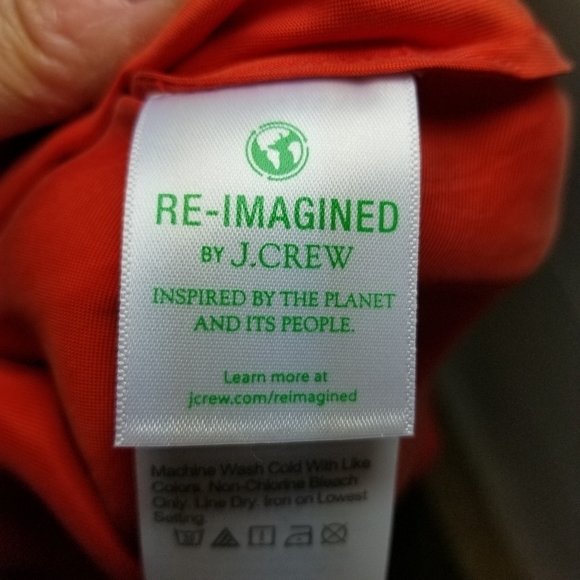 RE-IMAGINED
BY J.CREW
INSPIRED BY THE PLANET
AND ITS PEOPLE.
Learn more at
jcrew.com/reimagined
Machine Wash Cold With Like
Colors. Non-Chlorine Bleach
Only. Line Dry. Iron on Lowest
Setting.